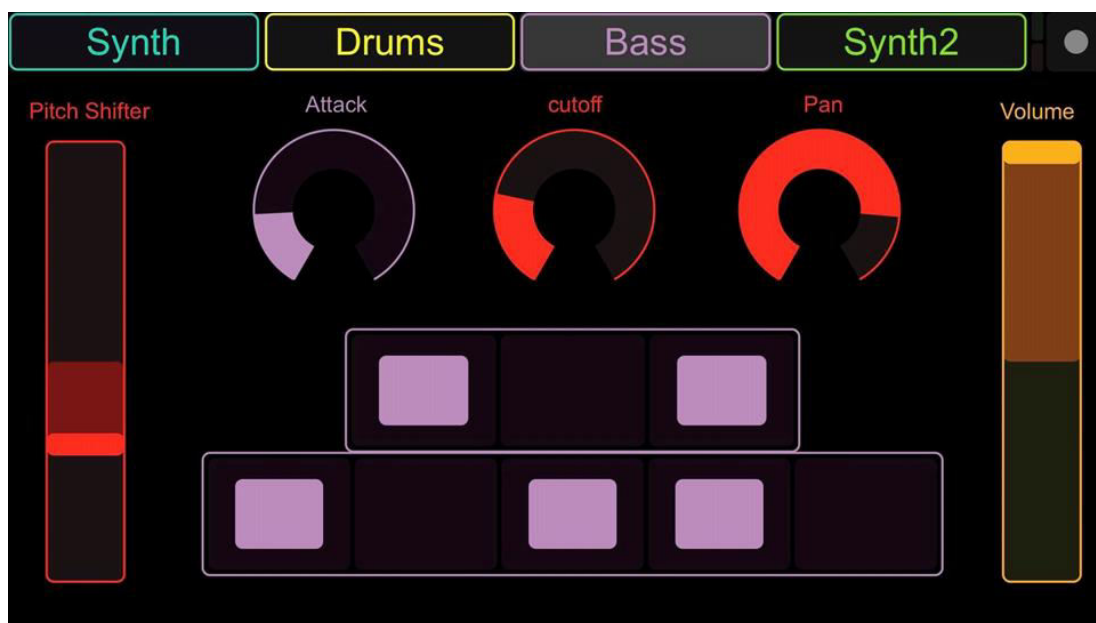 Synth
Drums
Bass
Synth2
Pitch Shifter
Attack
cutoff
Pan
Volume